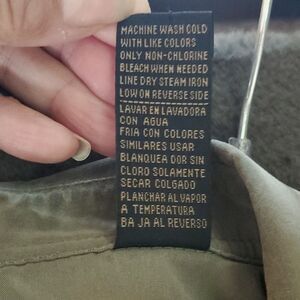 MACHINE WASH COLD
WITH LIKE COLORS
ONLY NON-CHLORINE
BLEACH WHEN NEEDED
LINE DRY STEAM IRON
LOW ON REVERSE SIDE
LAVAR EN LAVADORA
CON AGUA
FRIA CON COLORES
SIMILARES USAR
BLANQUEA DOR SIN
CLORO SOLAMENTE
SECAR COLGADO
PLANCHAR AL VAPOR
A TEMPERATURA
BA JA AL REVERSO